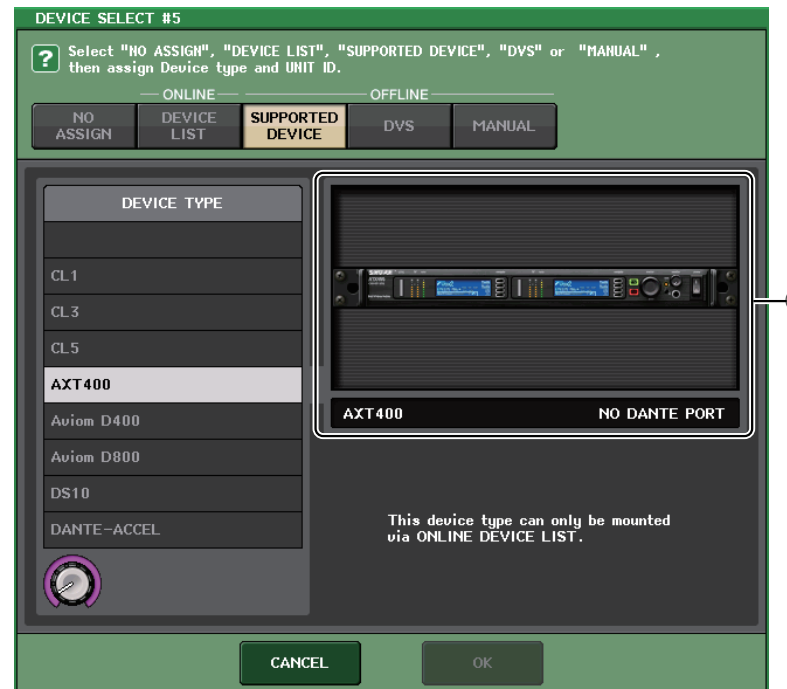 DEVICE SELECT #5
? Select "NO ASSIGN", "DEVICE LIST", "SUPPORTED DEVICE", "DVS" or "MANUAL" ,
then assign Device type and UNIT ID.
ONLINE OFFLINE
NO ASSIGN
DEVICE LIST
SUPPORTED DEVICE
DVS
MANUAL
DEVICE TYPE
CL1
CL3
CL5
AXT400
Aviom D400
Aviom D800
DS10
DANTE-ACCEL
SHURE
AXT400 NO DANTE PORT
This device type can only be mounted
via ONLINE DEVICE LIST.
CANCEL
OK